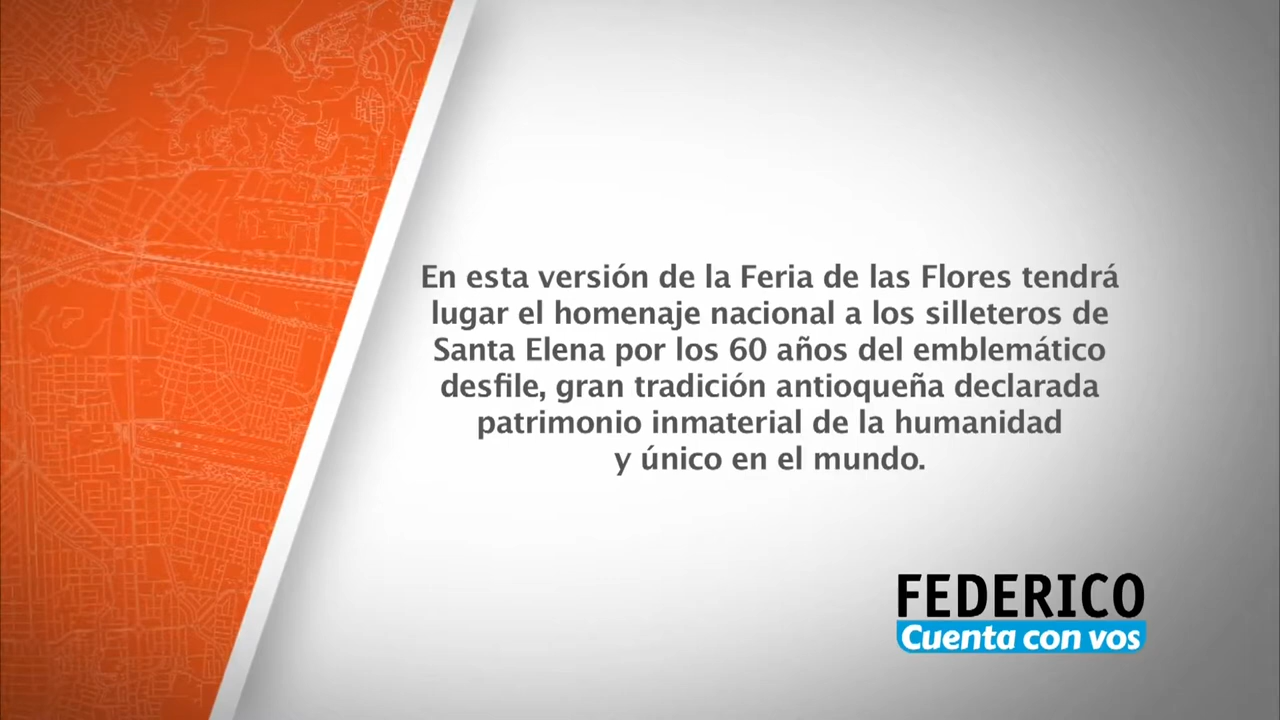 En esta versión de la Feria de las Flores tendrá
lugar el homenaje nacional a los silleteros de
Santa Elena por los 60 años del emblemático
desfile, gran tradición antioqueña declarada
patrimonio inmaterial de la humanidad
y único en el mundo.
FEDERICO
Cuenta con vos